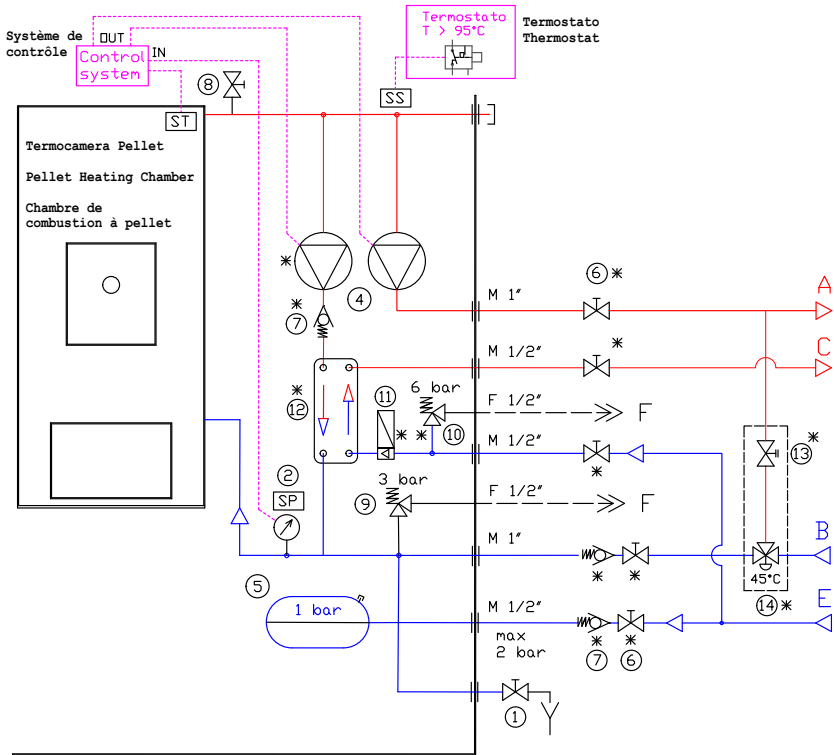 Système de
contrôle
OUT
IN
Control
system
Termostato
T > 95°C
Termostato
Thermostat
8
SS
ST
Termocamera Pellet
Pellet Heating Chamber
Chambre de
combustion à pellet
*
4
M 1″
6 *
A
*
7
M 1/2″
*
C
*
12
11
6 bar
F 1/2″
F
* *
10
M 1/2″
*
13 *
2
SP
3 bar
9
F 1/2″
F
M 1″
*
*
B
45°C
14 *
5
1 bar
M 1/2″
E
max
2 bar
*
*
7
6
1